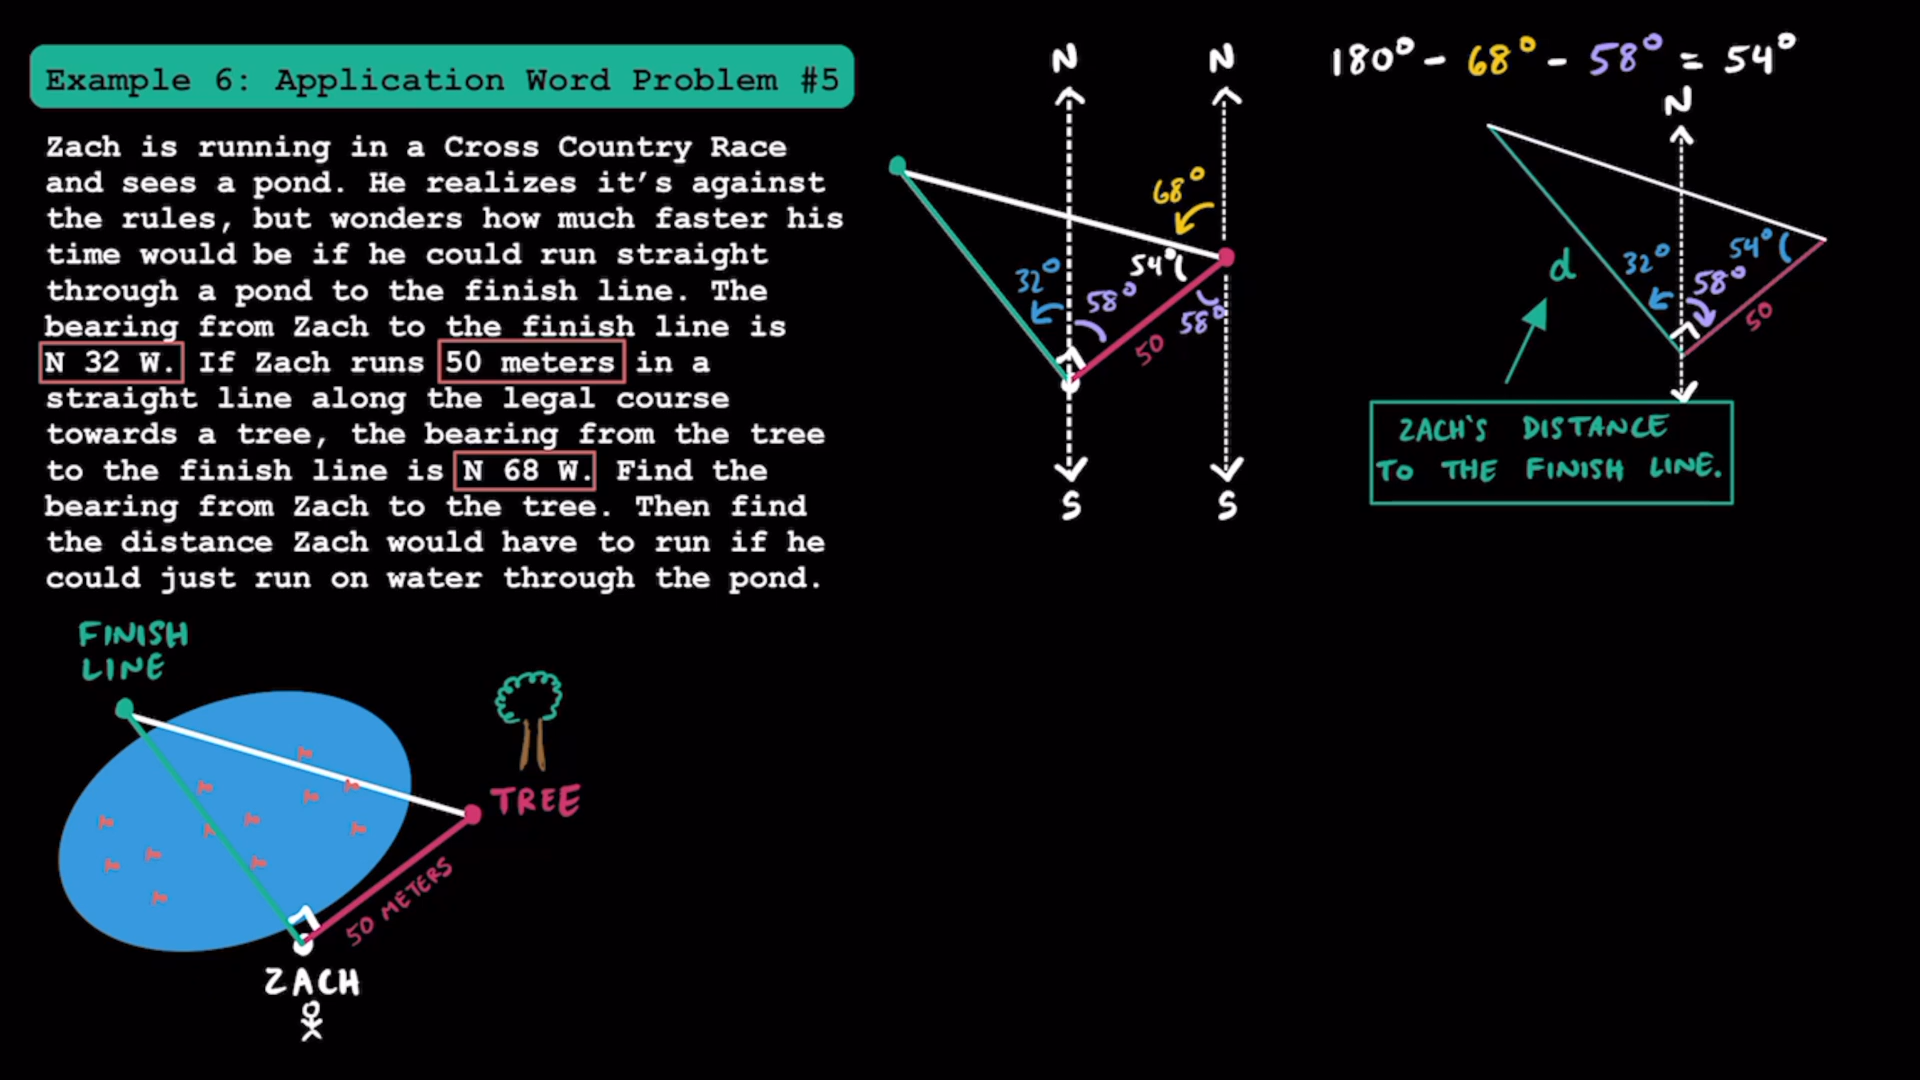 Example 6: Application Word Problem #5
Zach is running in a Cross Country Race
and sees a pond. He realizes it's against
the rules, but wonders how much faster his
time would be if he could run straight
through a pond to the finish line. The
bearing from Zach to the finish line is
N 32 W. If Zach runs 50 meters in a
straight line along the legal course
towards a tree, the bearing from the tree
to the finish line is N 68 W. Find the
bearing from Zach to the tree. Then find
the distance Zach would have to run if he
could just run on water through the pond.
FINISH
LINE
TREE
50 METERS
ZACH
N
N
68°
54°
32°
58°
58°
50
S
S
180° - 68° - 58° = 54°
N
d
32°
54°
58°
50
ZACH'S DISTANCE
TO THE FINISH LINE.